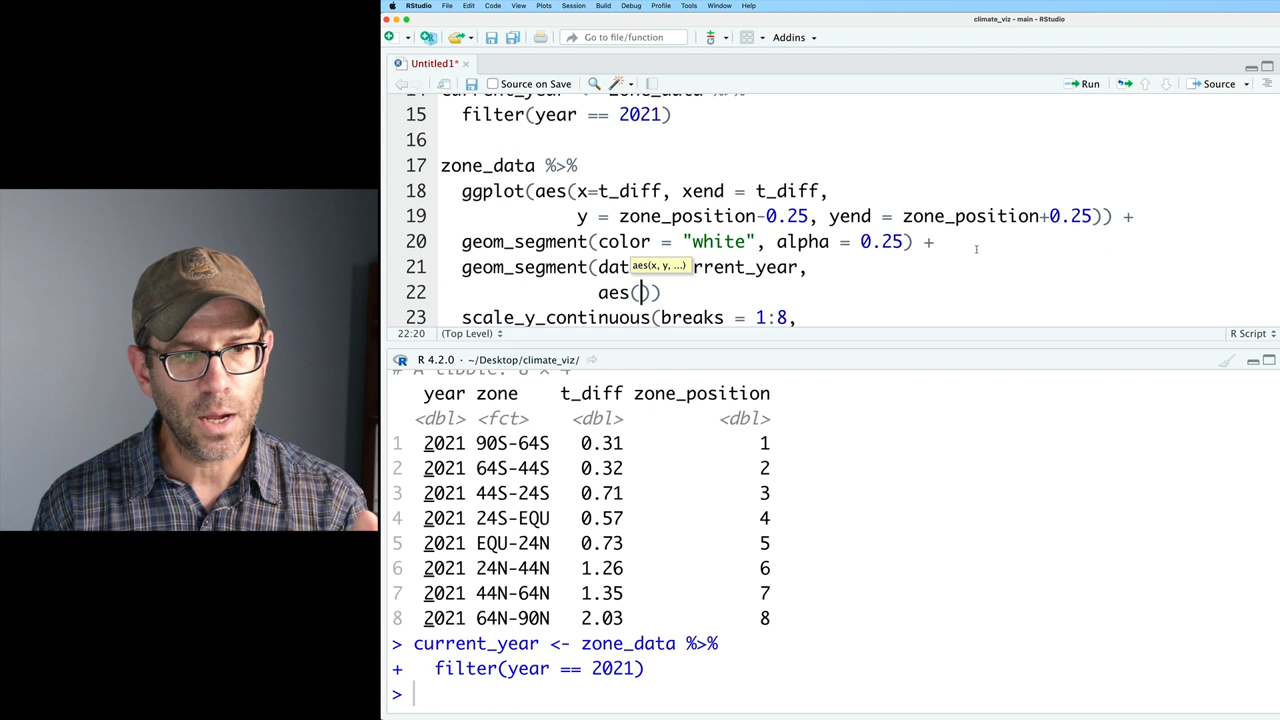 RStudio File Edit Code View Plots Session Build Debug Profile Tools Window Help
climate_viz - main - RStudio
Go to file/function Addins
Untitled1*
Source on Save Run Source
15 filter(year == 2021)
16
17 zone_data %>%
18 ggplot(aes(x=t_diff, xend = t_diff,
19 y = zone_position-0.25, yend = zone_position+0.25)) +
20 geom_segment(color = "white", alpha = 0.25) +
21 geom_segment(dat rrent_year,
aes(x, y, ...)
22 aes())
23 scale_y_continuous(breaks = 1:8,
22:20 (Top Level) R Script
R 4.2.0 · ~/Desktop/climate_viz/
year zone t_diff zone_position
<dbl> <fct> <dbl> <dbl>
1 2021 90S-64S 0.31 1
2 2021 64S-44S 0.32 2
3 2021 44S-24S 0.71 3
4 2021 24S-EQU 0.57 4
5 2021 EQU-24N 0.73 5
6 2021 24N-44N 1.26 6
7 2021 44N-64N 1.35 7
8 2021 64N-90N 2.03 8
> current_year <- zone_data %>%
+ filter(year == 2021)
>